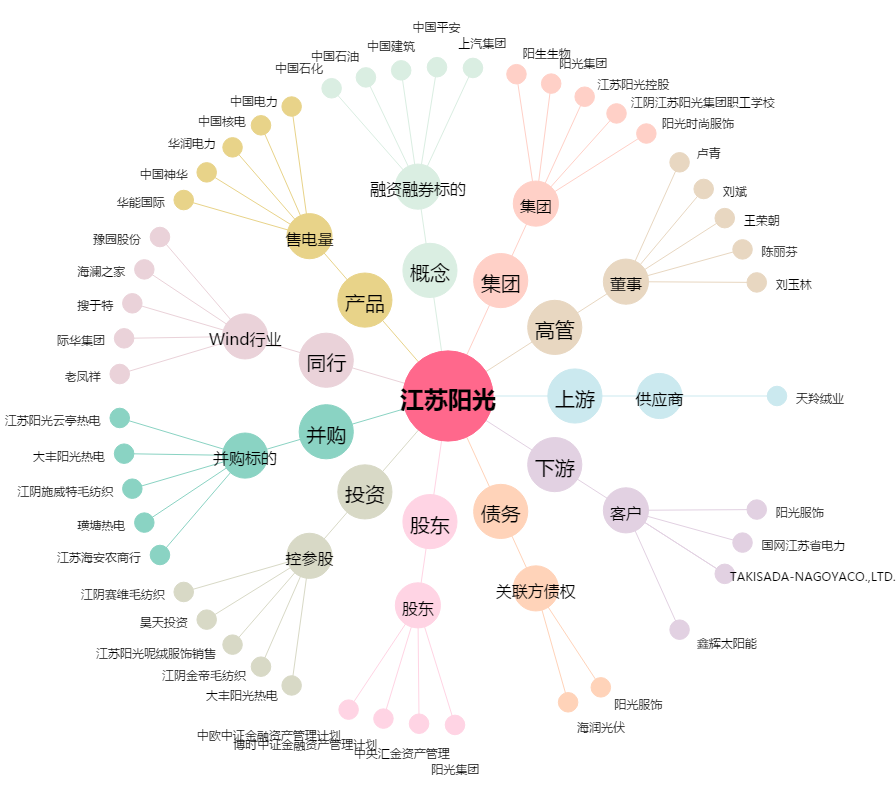 中国平安
上汽集团
中国建筑
中国石油
中国石化
阳生生物
阳光集团
江苏阳光控股
江阴江苏阳光集团职工学校
阳光时尚服饰
中国电力
中国核电
华润电力
中国神华
华能国际
卢青
刘斌
王荣朝
陈丽芬
刘玉林
融资融券标的
集团
售电量
董事
概念
集团
产品
高管
豫园股份
海澜之家
搜于特
际华集团
老凤祥
Wind行业
同行
江苏阳光
上游
供应商
天羚绒业
江苏阳光云亭热电
大丰阳光热电
江阴施威特毛纺织
璜塘热电
江苏海安农商行
并购标的
并购
投资
股东
债务
下游
客户
阳光服饰
国网江苏省电力
TAKISADA-NAGOYACO.,LTD.
鑫辉太阳能
控参股
江阴赛维毛纺织
昊天投资
江苏阳光呢绒服饰销售
江阴金帝毛纺织
大丰阳光热电
股东
关联方债权
阳光服饰
海润光伏
中欧中证金融资产管理计划
博时中证金融资产管理计划
中央汇金资产管理
阳光集团